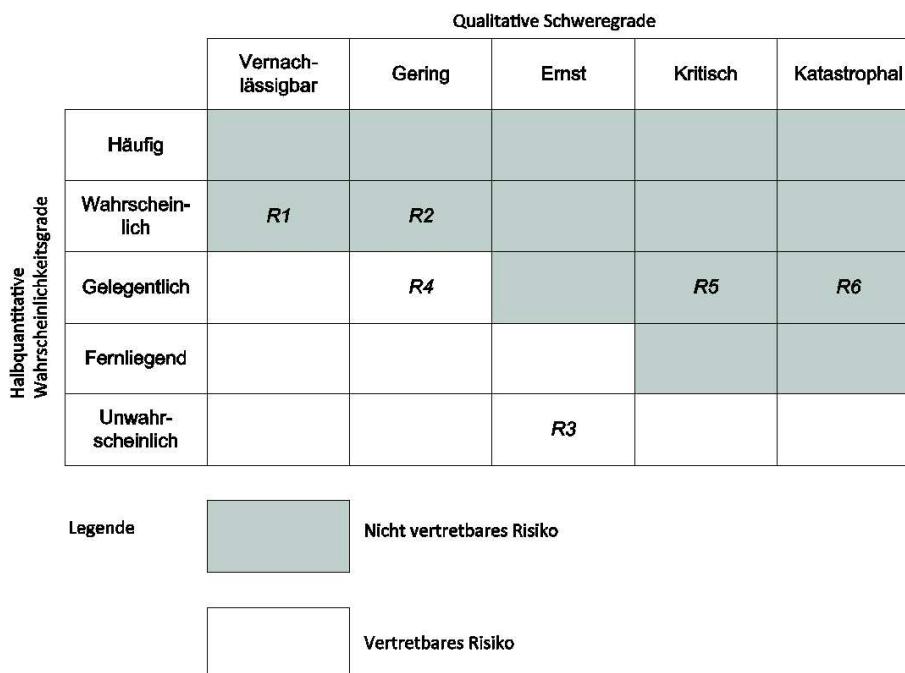 Qualitative Schweregrade
Vernach-
lässigbar
Gering
Ernst
Kritisch
Katastrophal
Halbquantitative
Wahrscheinlichkeitsgrade
Häufig
Wahrschein-
lich
R1
R2
Gelegentlich
R4
R5
R6
Fernliegend
Unwahr-
scheinlich
R3
Legende
Nicht vertretbares Risiko
Vertretbares Risiko